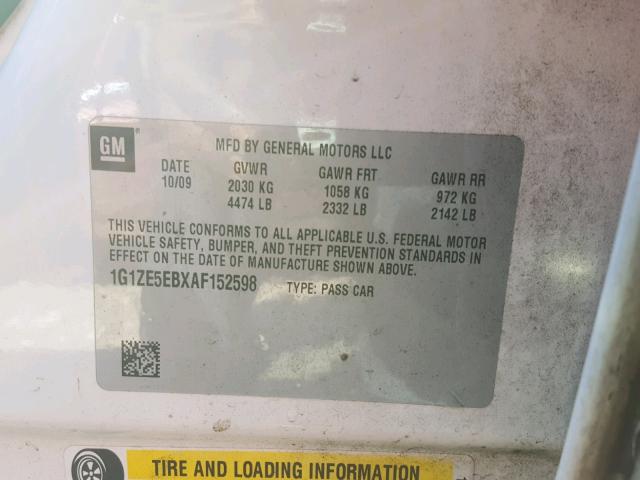 GM
MFD BY GENERAL MOTORS LLC
DATE GVWR GAWR FRT GAWR RR
10/09 2030 KG 1058 KG 972 KG
4474 LB 2332 LB 2142 LB
THIS VEHICLE CONFORMS TO ALL APPLICABLE U.S. FEDERAL MOTOR
VEHICLE SAFETY, BUMPER, AND THEFT PREVENTION STANDARDS IN
EFFECT ON THE DATE OF MANUFACTURE SHOWN ABOVE.
1G1ZE5EBXAF152598 TYPE: PASS CAR
TIRE AND LOADING INFORMATION